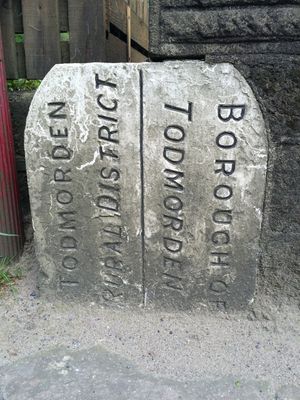 TODMORDEN
RURAL DISTRICT
BOROUGH OF
TODMORDEN